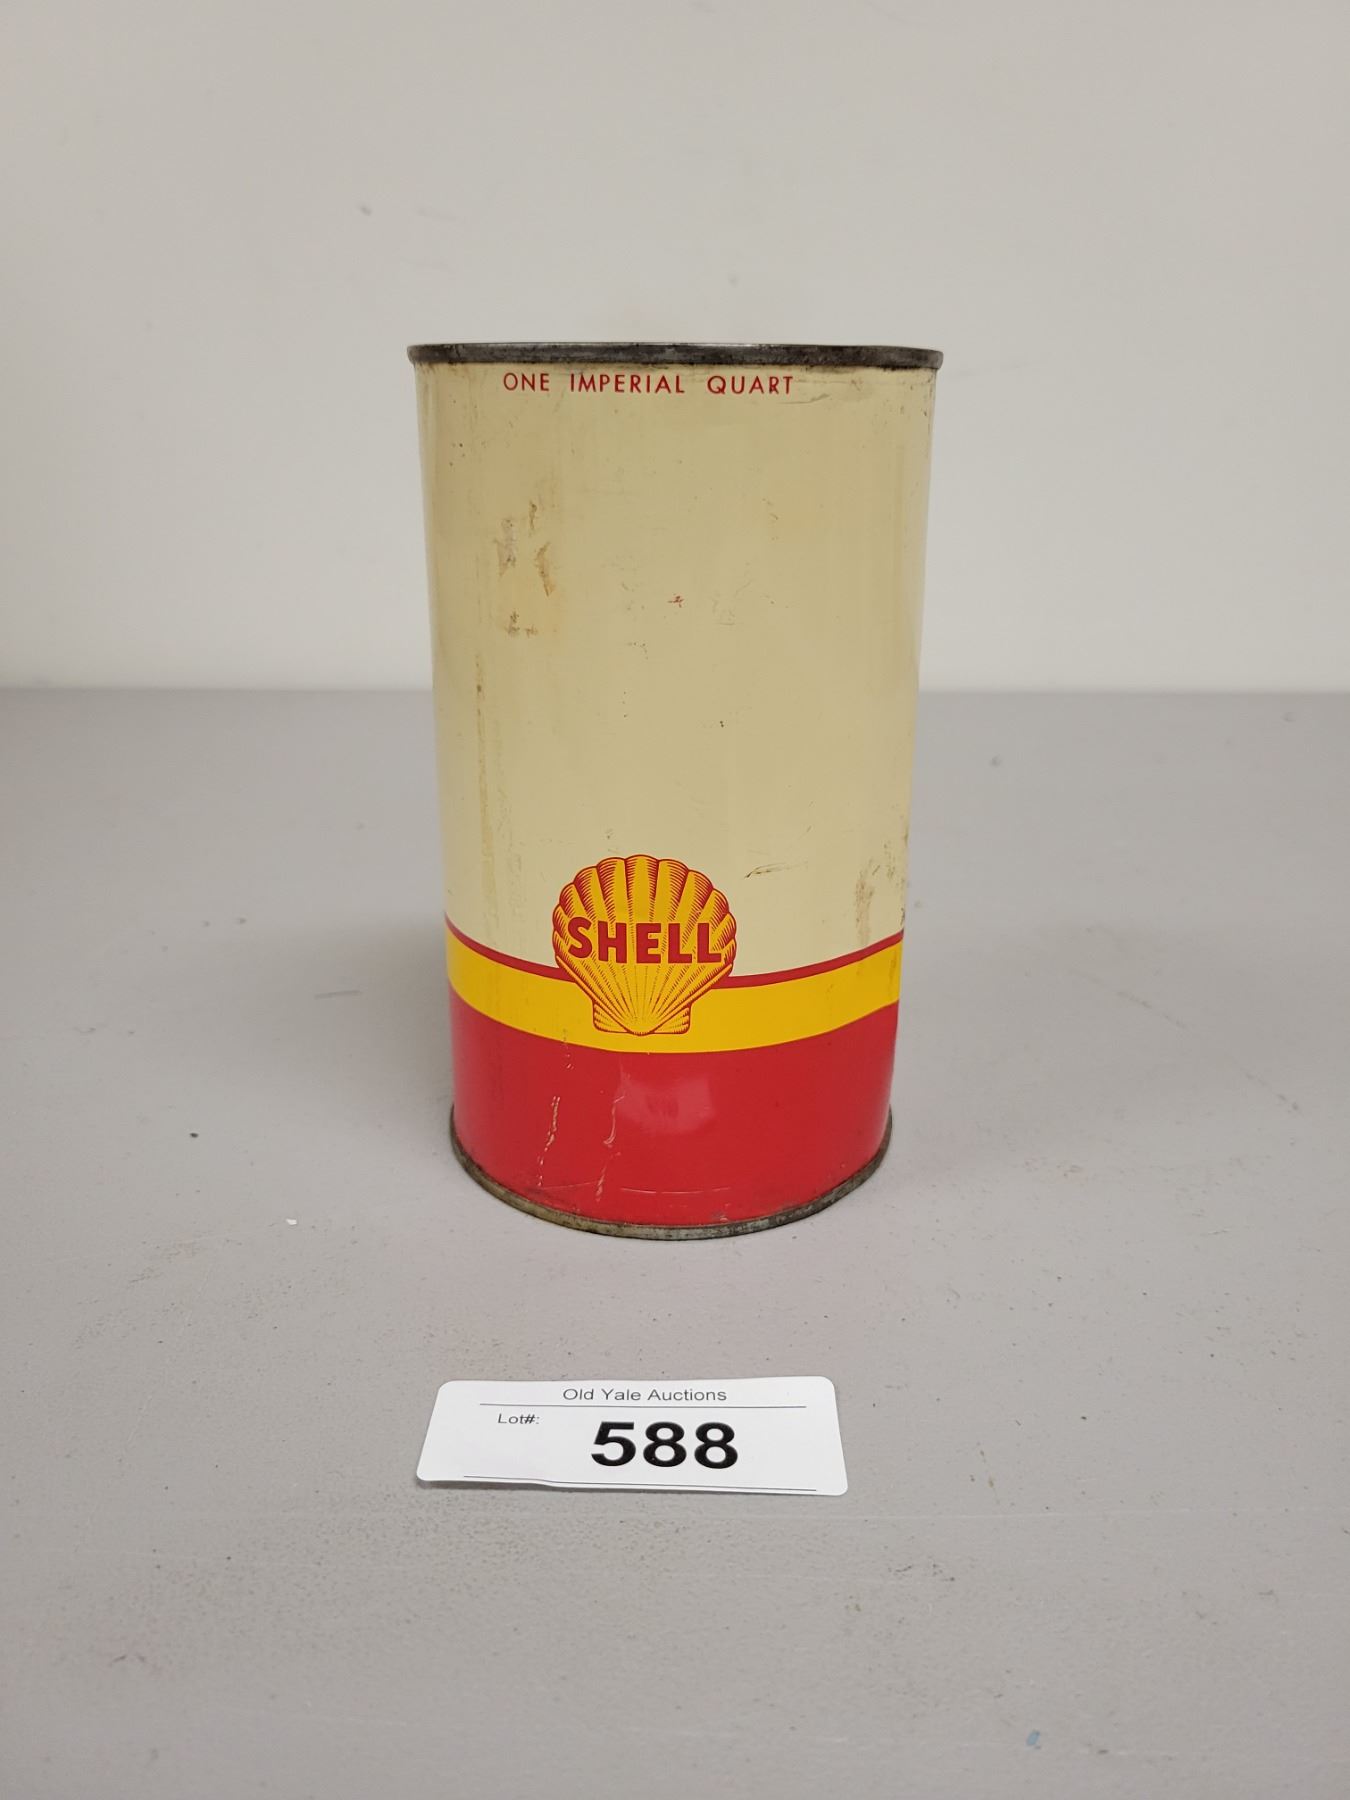 ONE IMPERIAL QUART
SHELL
Old Yale Auctions
Lot#:
588